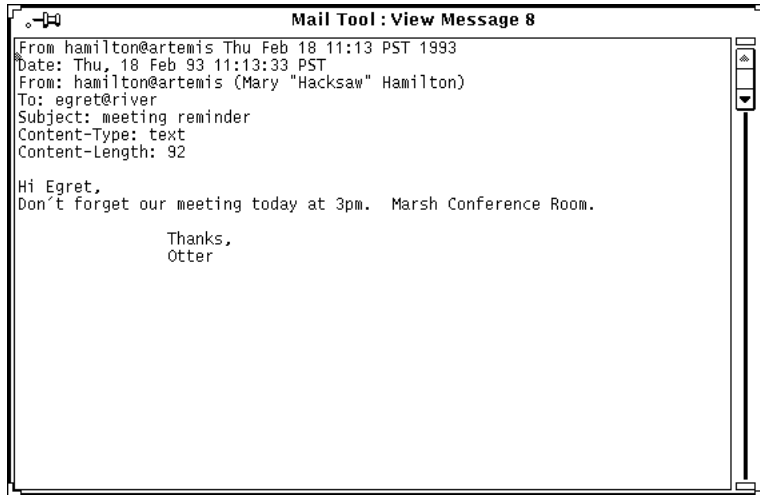 Mail Tool : View Message 8
From hamilton@artemis Thu Feb 18 11:13 PST 1993
Date: Thu, 18 Feb 93 11:13:33 PST
From: hamilton@artemis (Mary "Hacksaw" Hamilton)
To: egret@river
Subject: meeting reminder
Content-Type: text
Content-Length: 92
Hi Egret,
Don´t forget our meeting today at 3pm.  Marsh Conference Room.
Thanks,
Otter